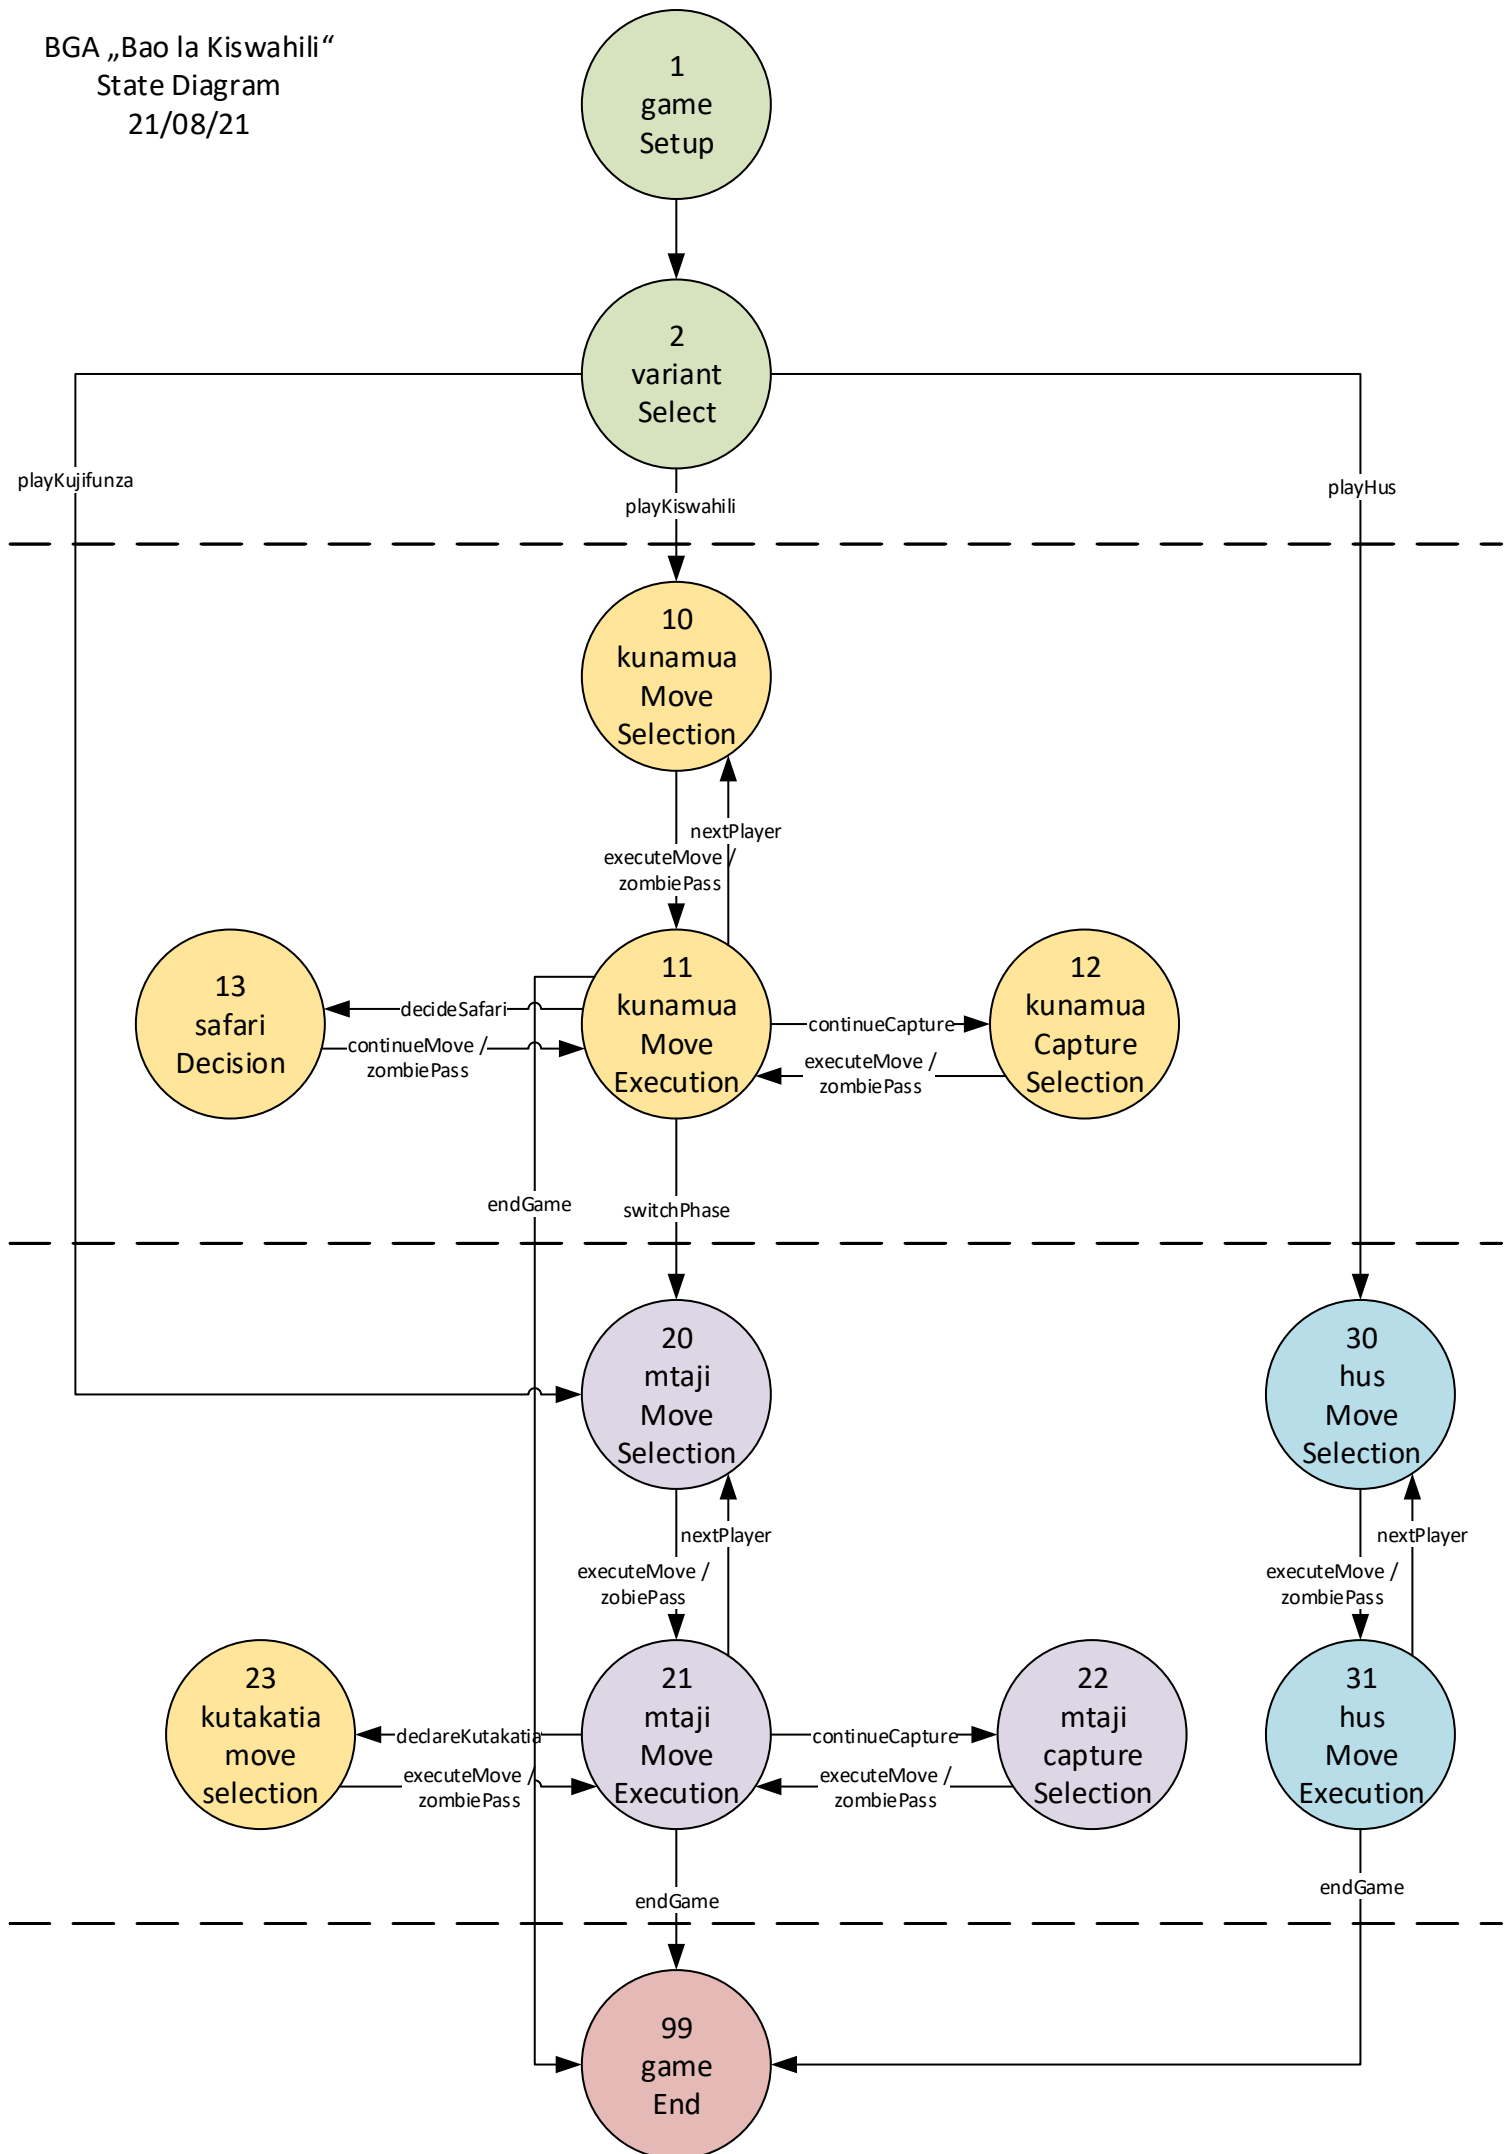 BGA „Bao la Kiswahili“
State Diagram
21/08/21
1
game
Setup
2
variant
Select
playKujifunza
playKiswahili
playHus
10
kunamua
Move
Selection
nextPlayer
executeMove /
zombiePass
13
safari
Decision
decideSafari
continueMove /
zombiePass
11
kunamua
Move
Execution
continueCapture
executeMove /
zombiePass
12
kunamua
Capture
Selection
endGame
switchPhase
20
mtaji
Move
Selection
30
hus
Move
Selection
nextPlayer
executeMove /
zobiePass
nextPlayer
executeMove /
zombiePass
23
kutakatia
move
selection
declareKutakatia
executeMove /
zombiePass
21
mtaji
Move
Execution
continueCapture
executeMove /
zombiePass
22
mtaji
capture
Selection
31
hus
Move
Execution
endGame
endGame
99
game
End